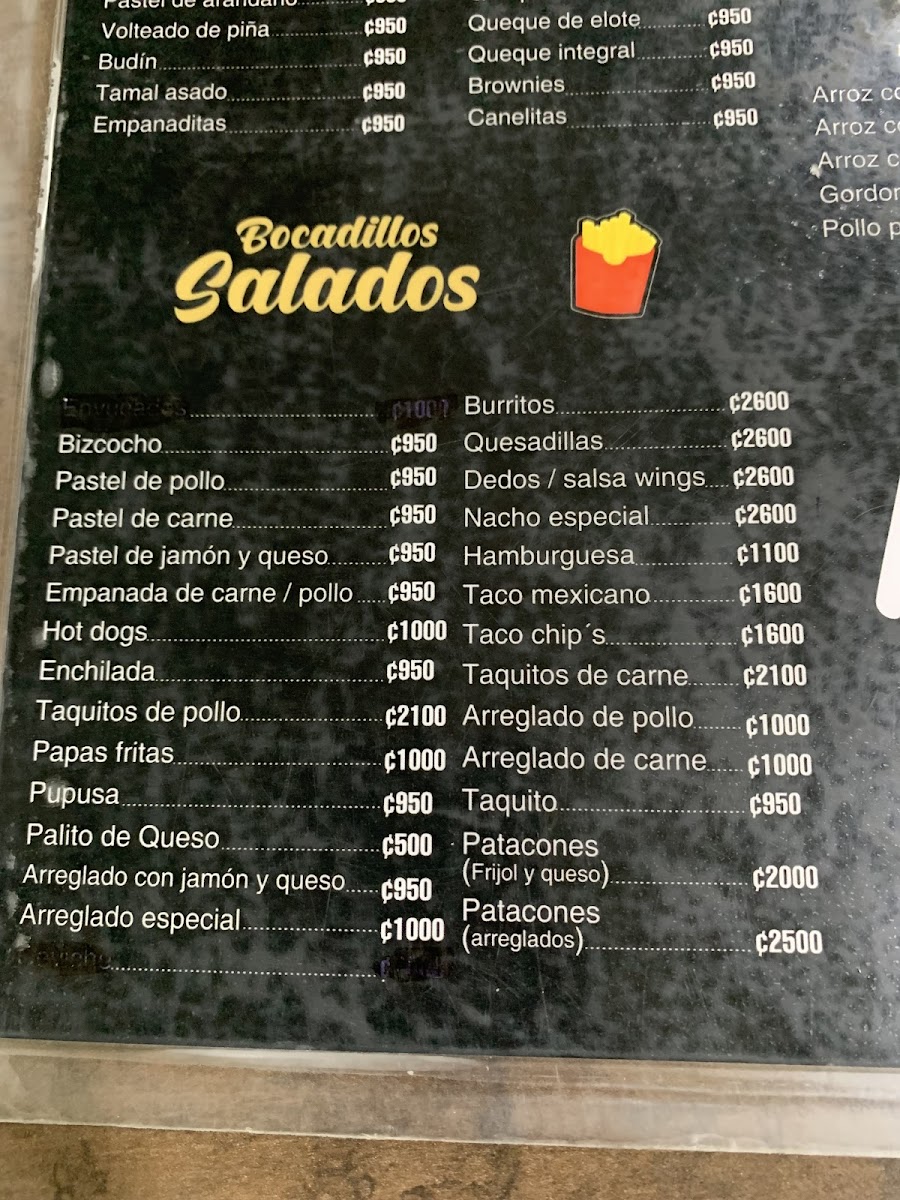 Pastel de arándano
Volteado de piña ₡950
Budín ₡950
Tamal asado ₡950
Empanaditas ₡950
Queque de elote ₡950
Queque integral ₡950
Brownies ₡950
Canelitas ₡950
Arroz
Arroz
Arroz
Pollo
Bocadillos
Salados
Enyucados ₡1000
Bizcocho ₡950
Pastel de pollo ₡950
Pastel de carne ₡950
Pastel de jamón y queso ₡950
Empanada de carne / pollo ₡950
Hot dogs ₡1000
Enchilada ₡950
Taquitos de pollo ₡2100
Papas fritas ₡1000
Pupusa ₡950
Palito de Queso ₡500
Arreglado con jamón y queso ₡950
Arreglado especial ₡1000
Burritos ₡2600
Quesadillas ₡2600
Dedos / salsa wings ₡2600
Nacho especial ₡2600
Hamburguesa ₡1100
Taco mexicano ₡1600
Taco chip´s ₡1600
Taquitos de carne ₡2100
Arreglado de pollo ₡1000
Arreglado de carne ₡1000
Taquito ₡950
Patacones
(Frijol y queso) ₡2000
Patacones
(arreglados) ₡2500